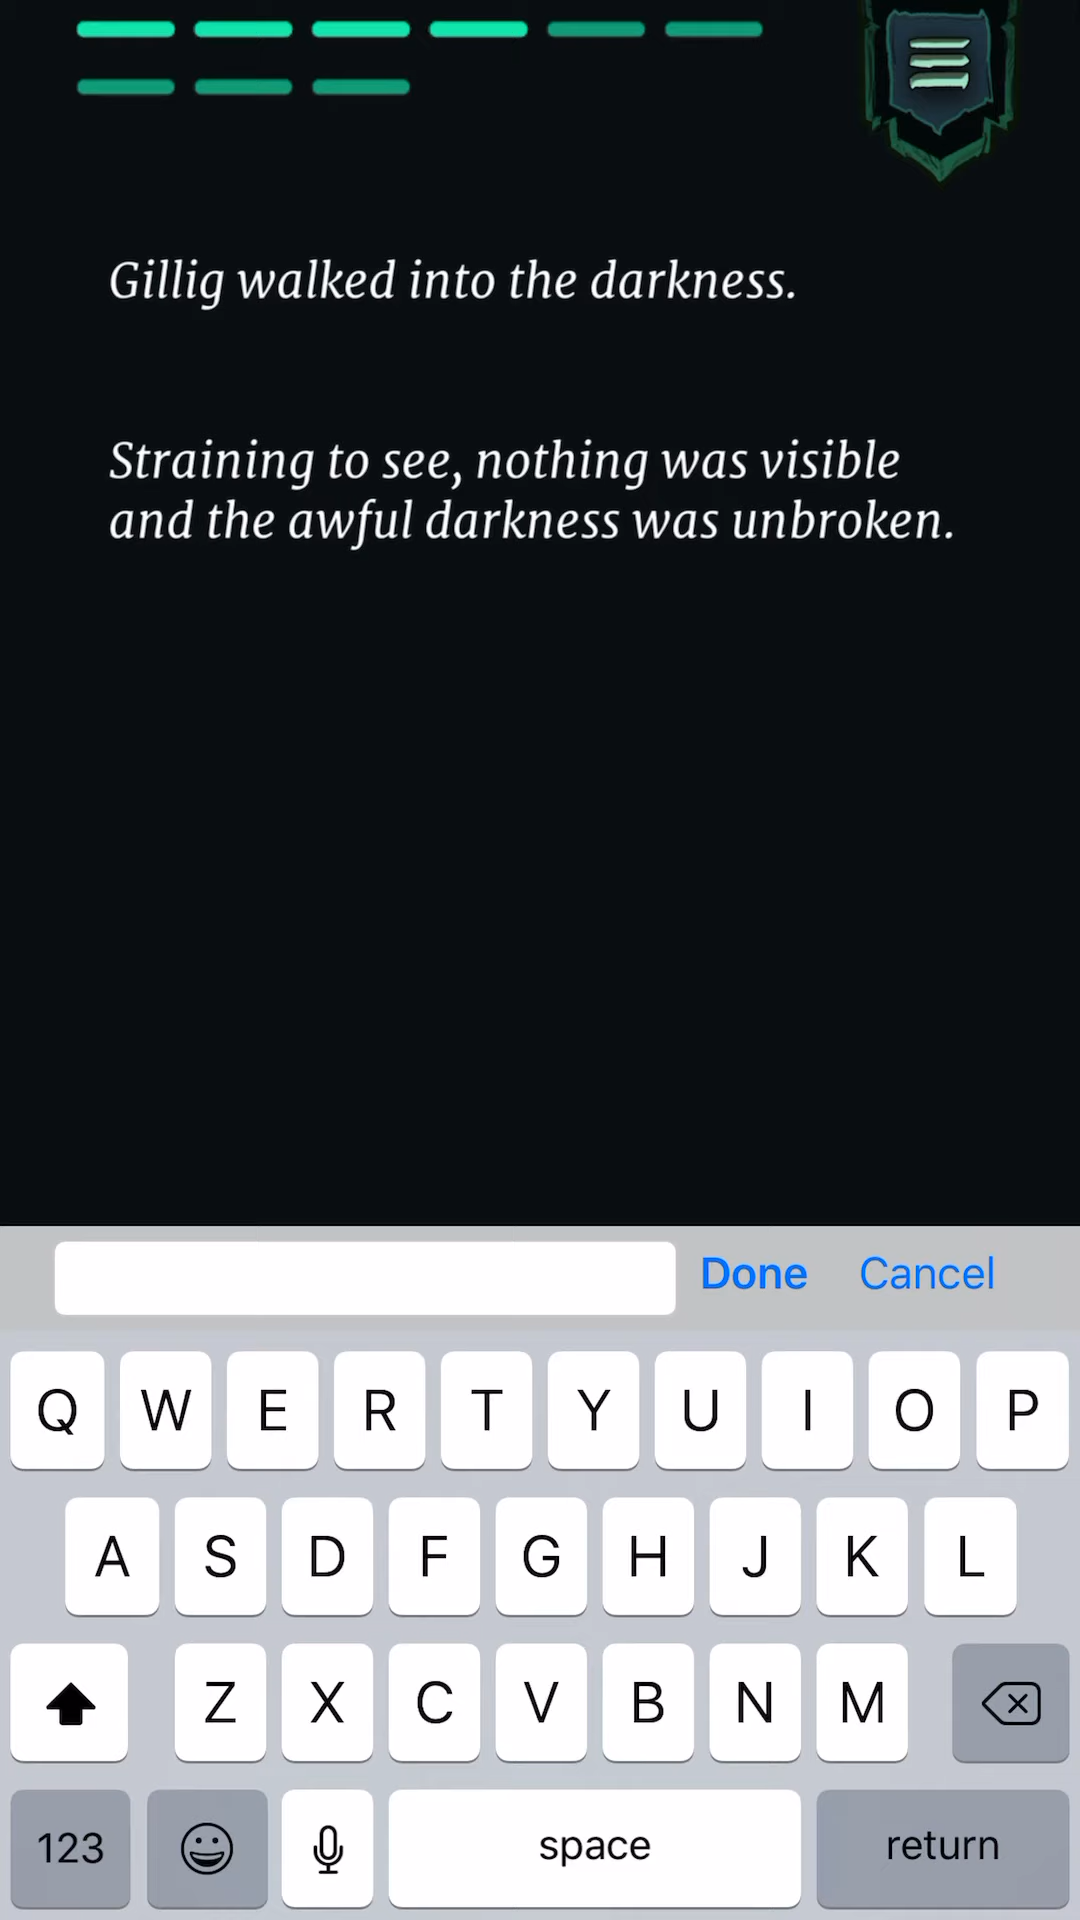 Gillig walked into the darkness.
Straining to see, nothing was visible
and the awful darkness was unbroken.
Done Cancel
Q W E R T Y U I O P
A S D F G H J K L
Z X C V B N M
123 space return